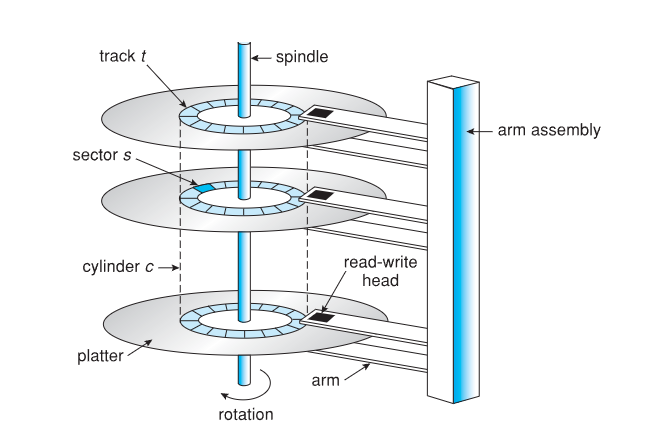 track t
spindle
arm assembly
sector s
cylinder c
read-write
head
platter
arm
rotation